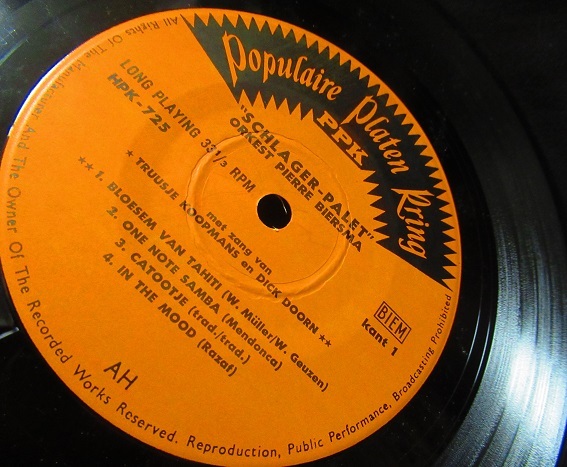 Populaire Platen Kring
PPK
"SCHLAGER-PALET"
ORKEST PIERRE BIERSMA
LONG PLAYING 33 1/3 RPM
HPK-725
met zang van
* TRUUSJE KOOPMANS en DICK DOORN **
** 1. BLOESEM VAN TAHITI (W. Müller/W. Geuzen)
2. ONE NOTE SAMBA (Mendonca)
3. CATOOTJE (trad./trad.)
4. IN THE MOOD (Razaf)
BIEM
kant 1
AH
All Rights Of The Manufacturer And The Owner Of The Recorded Works Reserved. Reproduction, Public Performance, Broadcasting Prohibited